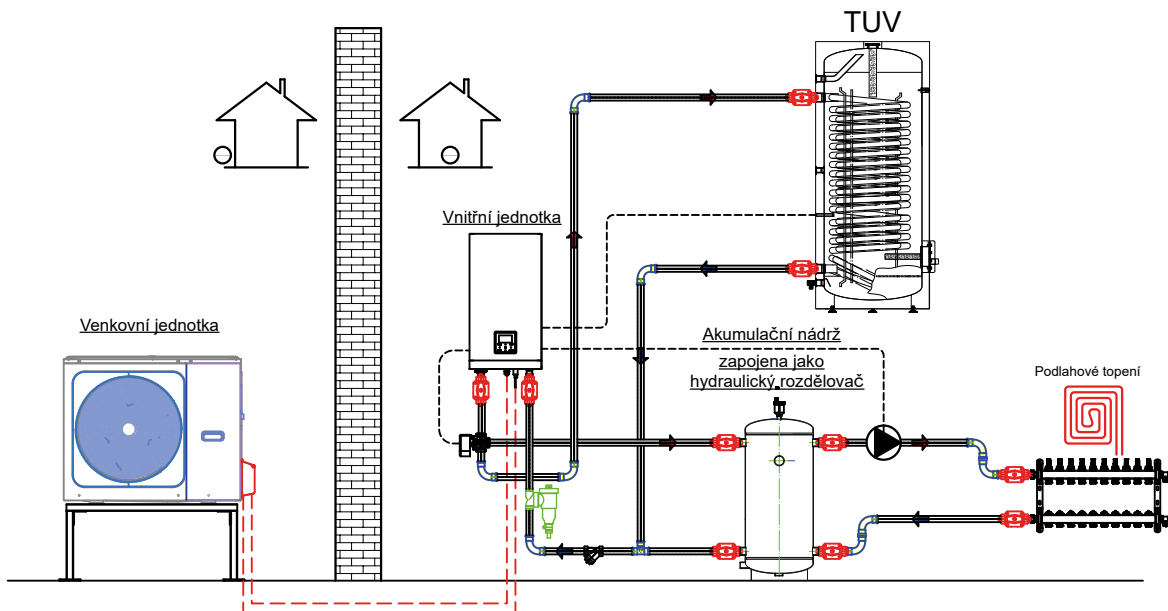 TUV
Vnitřní jednotka
Venkovní jednotka
Akumulační nádrž
zapojena jako
hydraulický rozdělovač
Podlahové topení